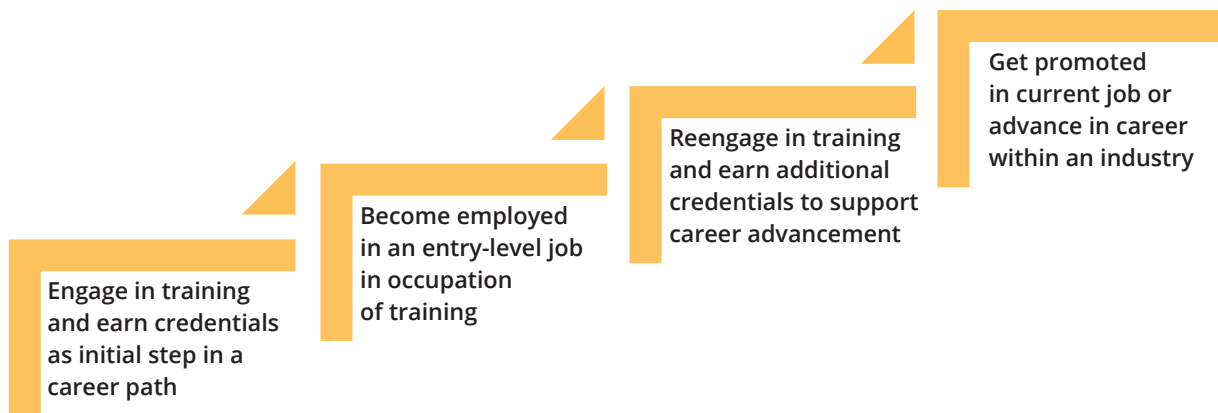 Engage in training
and earn credentials
as initial step in a
career path
Become employed
in an entry-level job
in occupation
of training
Reengage in training
and earn additional
credentials to support
career advancement
Get promoted
in current job or
advance in career
within an industry